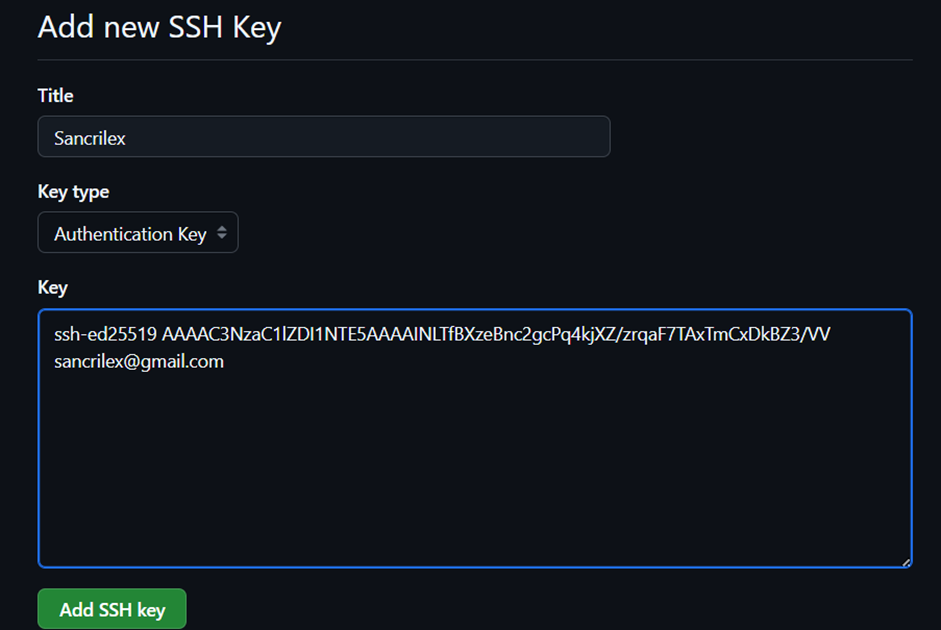 Add new SSH Key
Title
Sancrilex
Key type
Authentication Key
Key
ssh-ed25519 AAAAC3NzaC1lZDI1NTE5AAAAINLTfBXzeBnc2gcPq4kjXZ/zrqaF7TAxTmCxDkBZ3/VV
sancrilex@gmail.com
Add SSH key